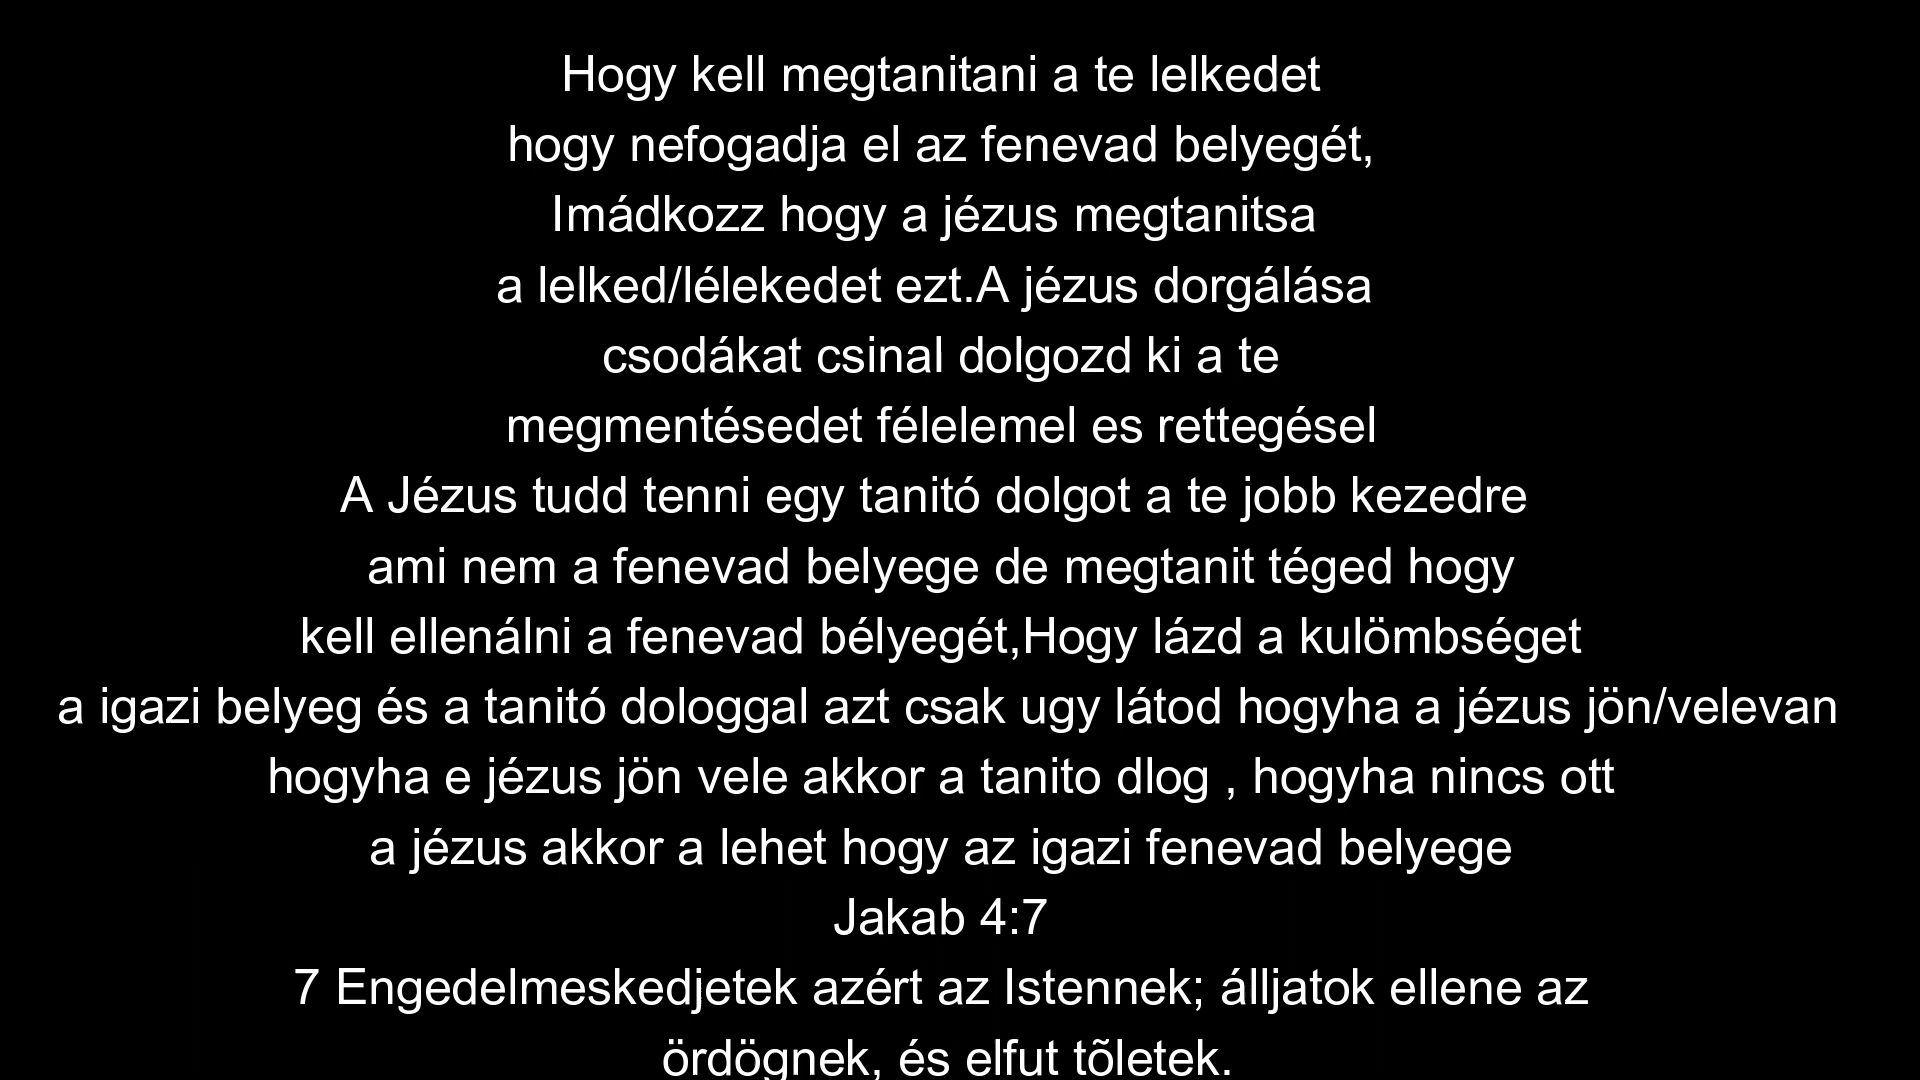 Hogy kell megtanitani a te lelkedet
hogy nefogadja el az fenevad belyegét,
Imádkozz hogy a jézus megtanitsa
a lelked/lélekedet ezt.A jézus dorgálása
csodákat csinal dolgozd ki a te
megmentésedet félelemel es rettegésel
A Jézus tudd tenni egy tanitó dolgot a te jobb kezedre
ami nem a fenevad belyege de megtanit téged hogy
kell ellenálni a fenevad bélyegét,Hogy lázd a kulömbséget
a igazi belyeg és a tanitó dologgal azt csak ugy látod hogyha a jézus jön/velevan
hogyha e jézus jön vele akkor a tanito dlog , hogyha nincs ott
a jézus akkor a lehet hogy az igazi fenevad belyege
Jakab 4:7
7 Engedelmeskedjetek azért az Istennek; álljatok ellene az
ördögnek, és elfut tõletek.